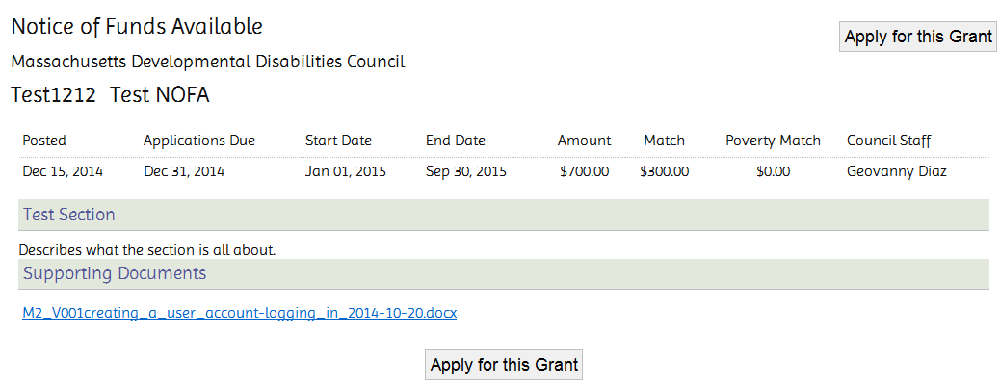 Notice of Funds Available
Apply for this Grant
Massachusetts Developmental Disabilities Council
Test1212 Test NOFA
Posted Applications Due Start Date End Date Amount Match Poverty Match Council Staff
Dec 15, 2014 Dec 31, 2014 Jan 01, 2015 Sep 30, 2015 $700.00 $300.00 $0.00 Geovanny Diaz
Test Section
Describes what the section is all about.
Supporting Documents
M2_V001creating_a_user_account-logging_in_2014-10-20.docx
Apply for this Grant